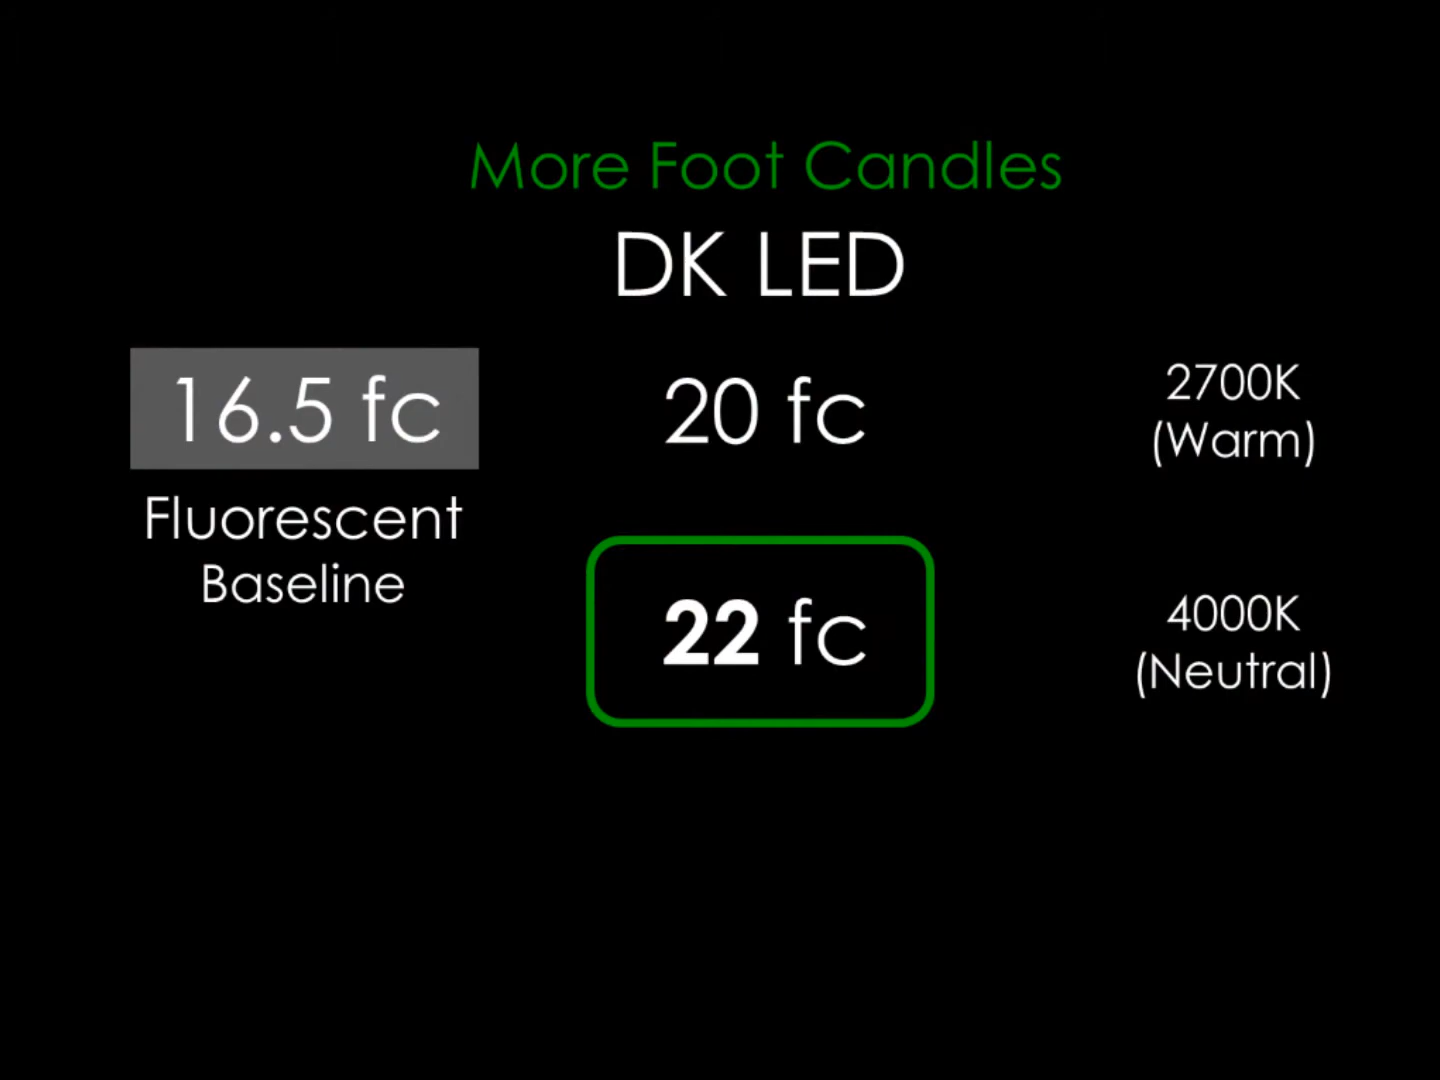 More Foot Candles
DK LED
16.5 fc
Fluorescent
Baseline
20 fc
2700K
(Warm)
22 fc
4000K
(Neutral)